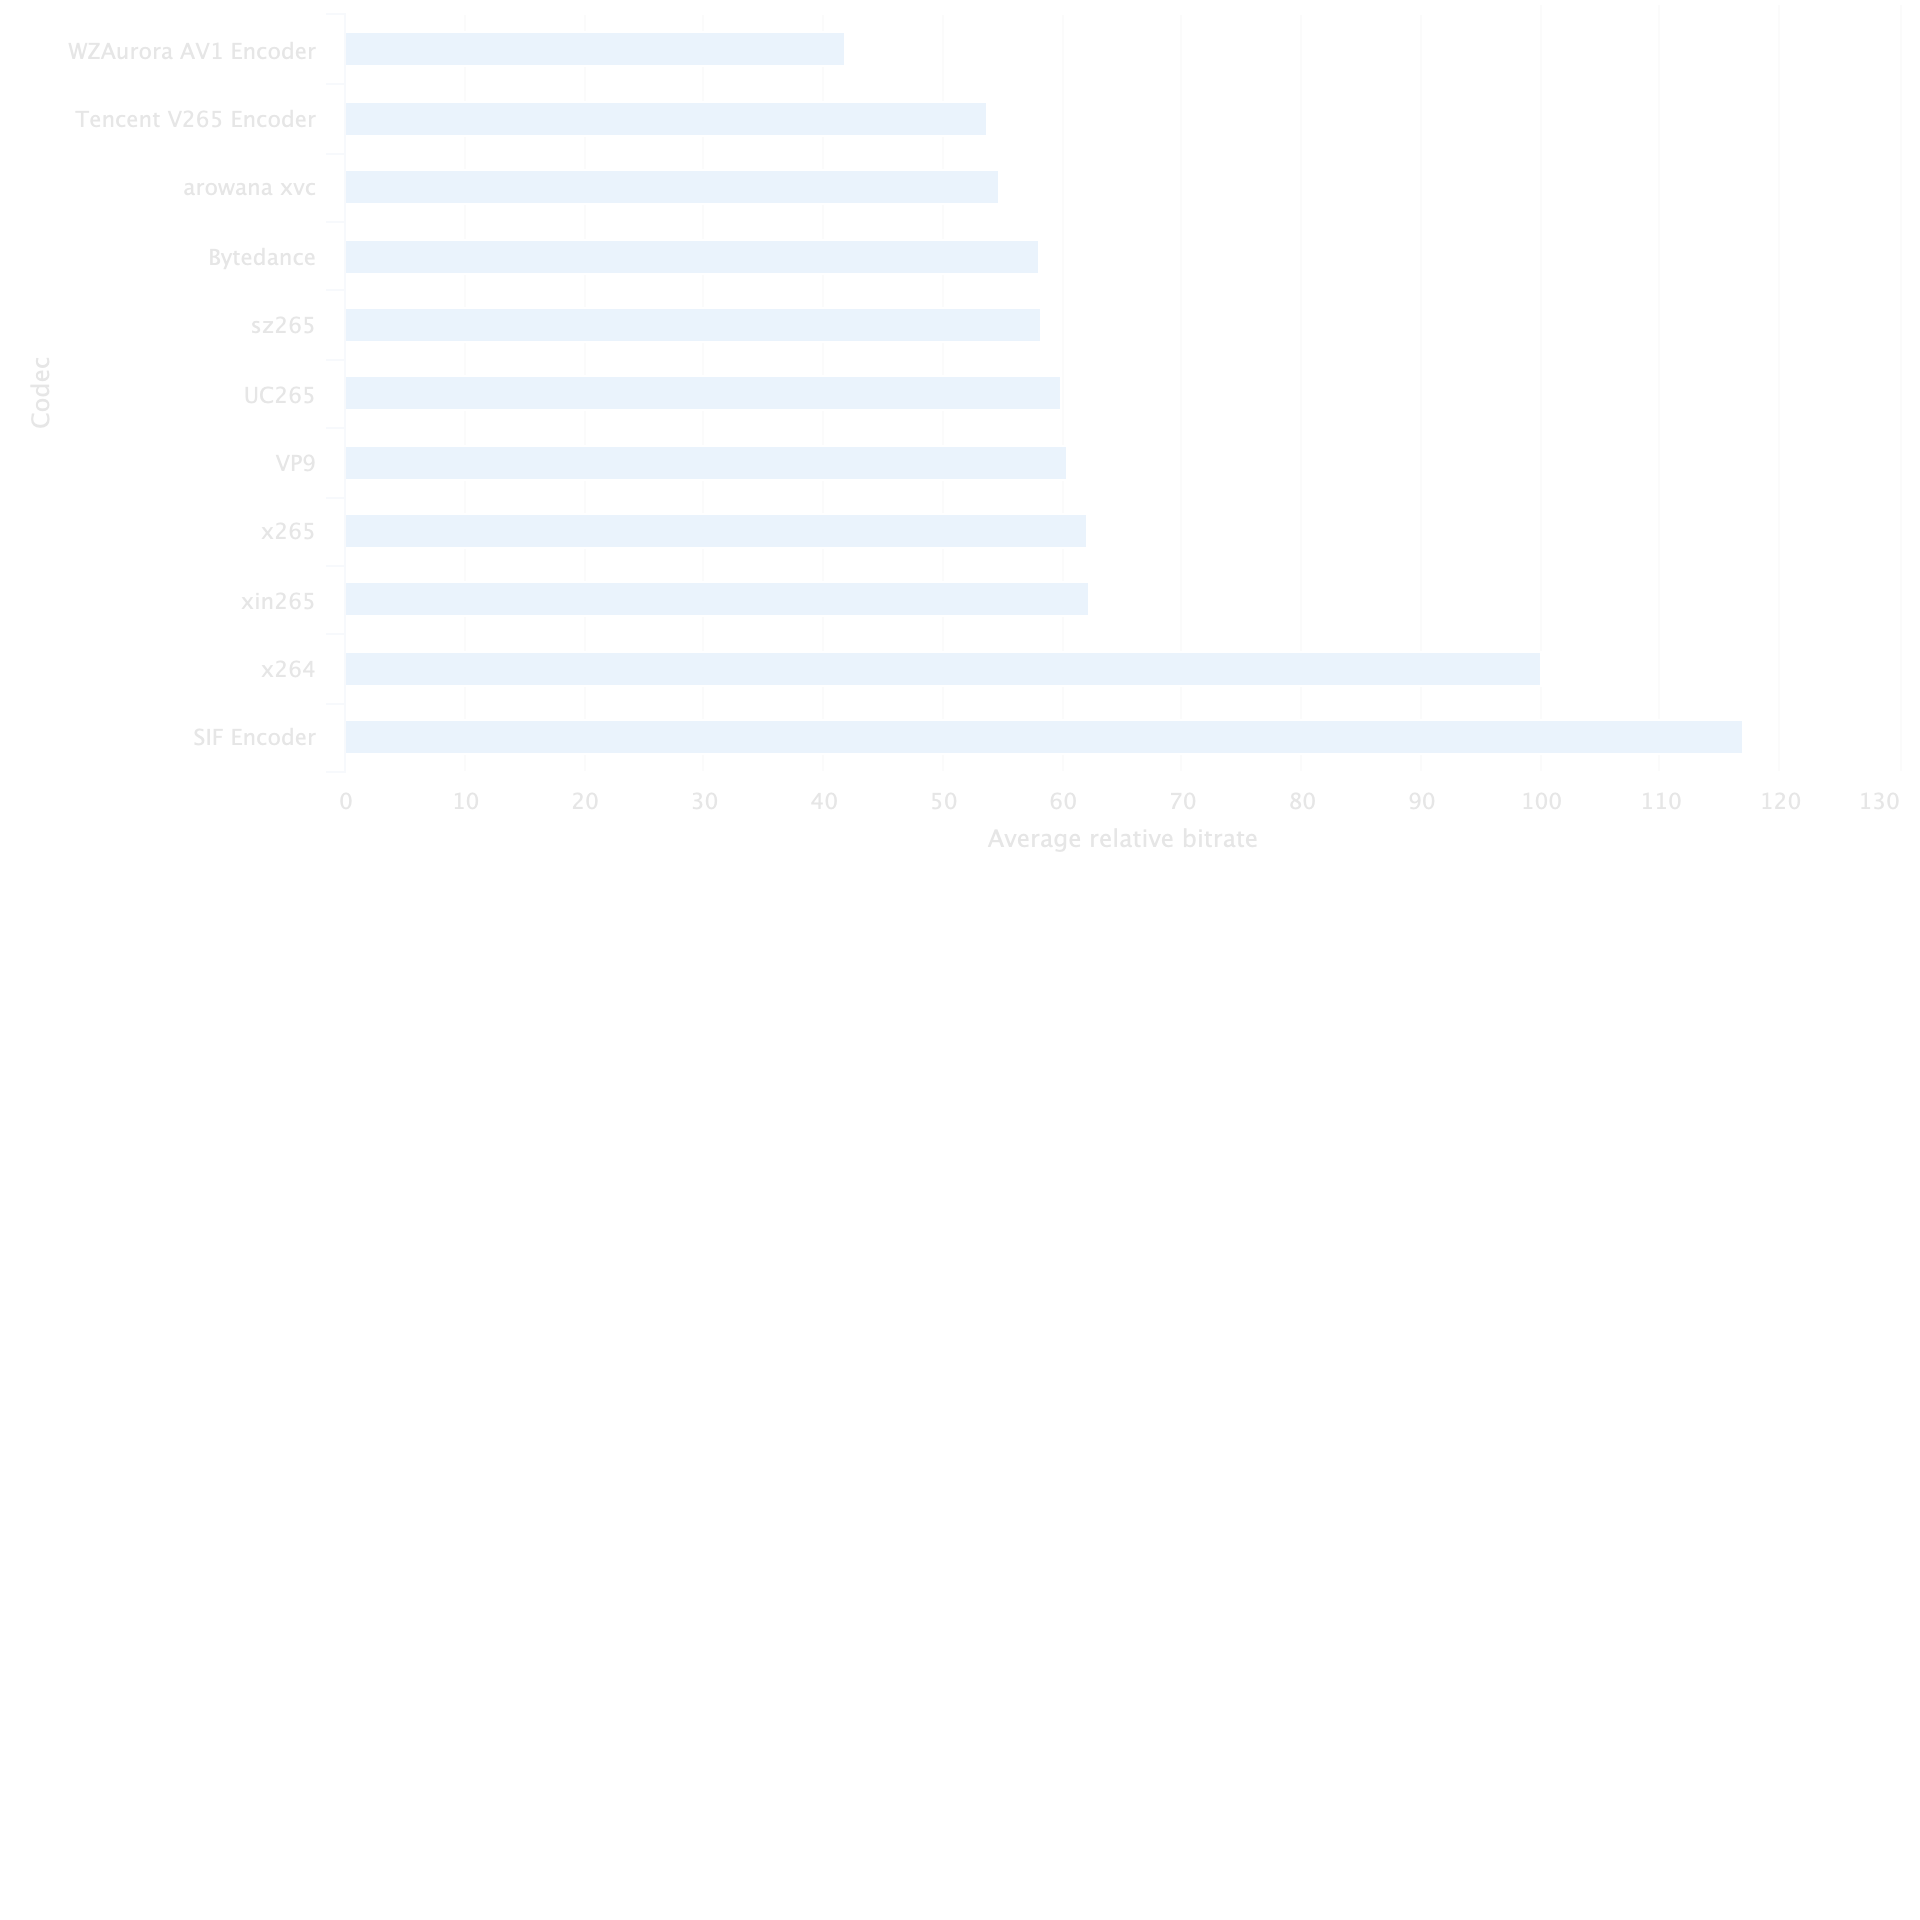 WZAurora AV1 Encoder
Tencent V265 Encoder
arowana xvc
Bytedance
sz265
UC265
VP9
x265
xin265
x264
SIF Encoder
Codec
0 10 20 30 40 50 60 70 80 90 100 110 120 130
Average relative bitrate